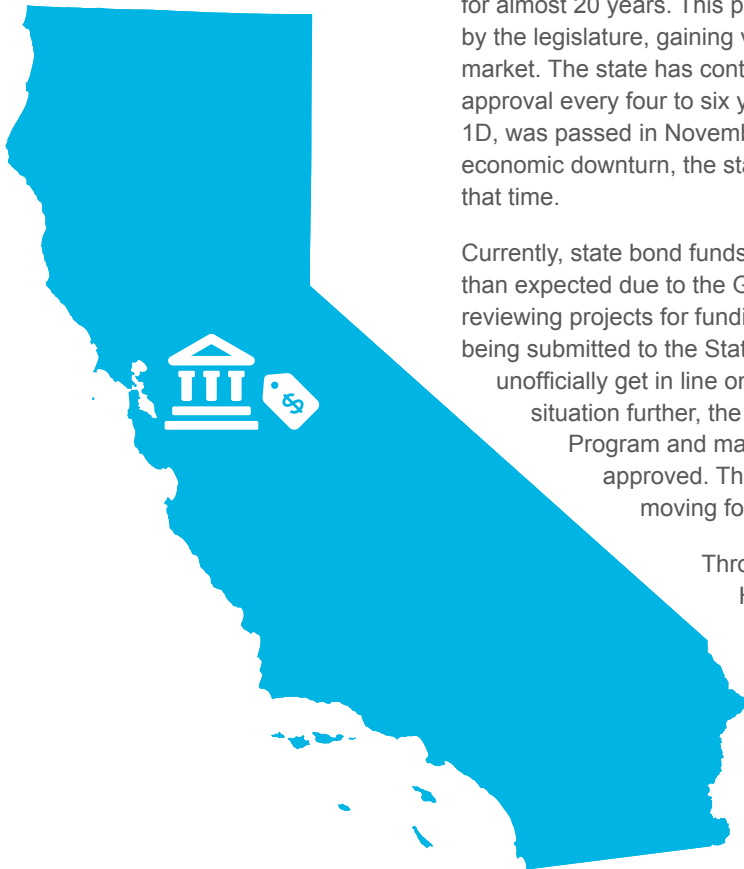 for almost 20 years. This p
by the legislature, gaining v
market. The state has cont
approval every four to six y
1D, was passed in Novemb
economic downturn, the sta
that time.
Currently, state bond funds
than expected due to the G
reviewing projects for fundi
being submitted to the Stat
unofficially get in line or
situation further, the
Program and ma
approved. Th
moving fo
Thro
H
$